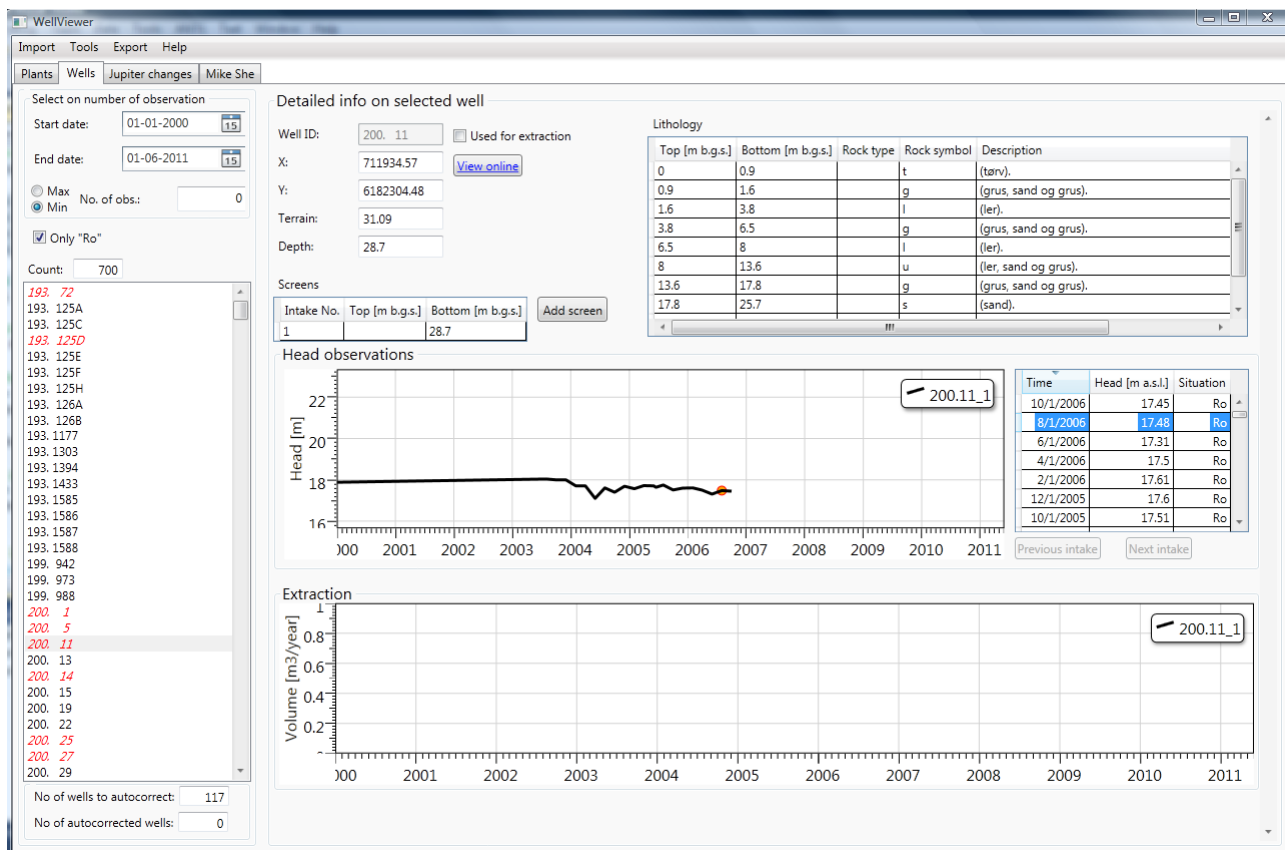 WellViewer
Import Tools Export Help
Plants Wells Jupiter changes Mike She
Select on number of observation
Start date: 01-01-2000 15
End date: 01-06-2011 15
Max
Min
No. of obs.: 0
Only "Ro"
Count: 700
193. 72
193. 125A
193. 125C
193. 125D
193. 125E
193. 125F
193. 125H
193. 126A
193. 126B
193. 1177
193. 1303
193. 1394
193. 1433
193. 1585
193. 1586
193. 1587
193. 1588
199. 942
199. 973
199. 988
200. 1
200. 5
200. 11
200. 13
200. 14
200. 15
200. 19
200. 22
200. 25
200. 27
200. 29
No of wells to autocorrect: 117
No of autocorrected wells: 0
Detailed info on selected well
Well ID: 200. 11 Used for extraction
X: 711934.57 View online
Y: 6182304.48
Terrain: 31.09
Depth: 28.7
Screens
Intake No. Top [m b.g.s.] Bottom [m b.g.s.]
1 28.7
Add screen
Lithology
Top [m b.g.s.] Bottom [m b.g.s.] Rock type Rock symbol Description
0 0.9 t (tørv).
0.9 1.6 g (grus, sand og grus).
1.6 3.8 l (ler).
3.8 6.5 g (grus, sand og grus).
6.5 8 l (ler).
8 13.6 u (ler, sand og grus).
13.6 17.8 g (grus, sand og grus).
17.8 25.7 s (sand).
Head observations
Head [m]
22
20
18
16
200.11_1
000 2001 2002 2003 2004 2005 2006 2007 2008 2009 2010 2011
Time Head [m a.s.l.] Situation
10/1/2006 17.45 Ro
8/1/2006 17.48 Ro
6/1/2006 17.31 Ro
4/1/2006 17.5 Ro
2/1/2006 17.61 Ro
12/1/2005 17.6 Ro
10/1/2005 17.51 Ro
Previous intake Next intake
Extraction
Volume [m3/year]
1
0.8
0.6
0.4
0.2
200.11_1
000 2001 2002 2003 2004 2005 2006 2007 2008 2009 2010 2011